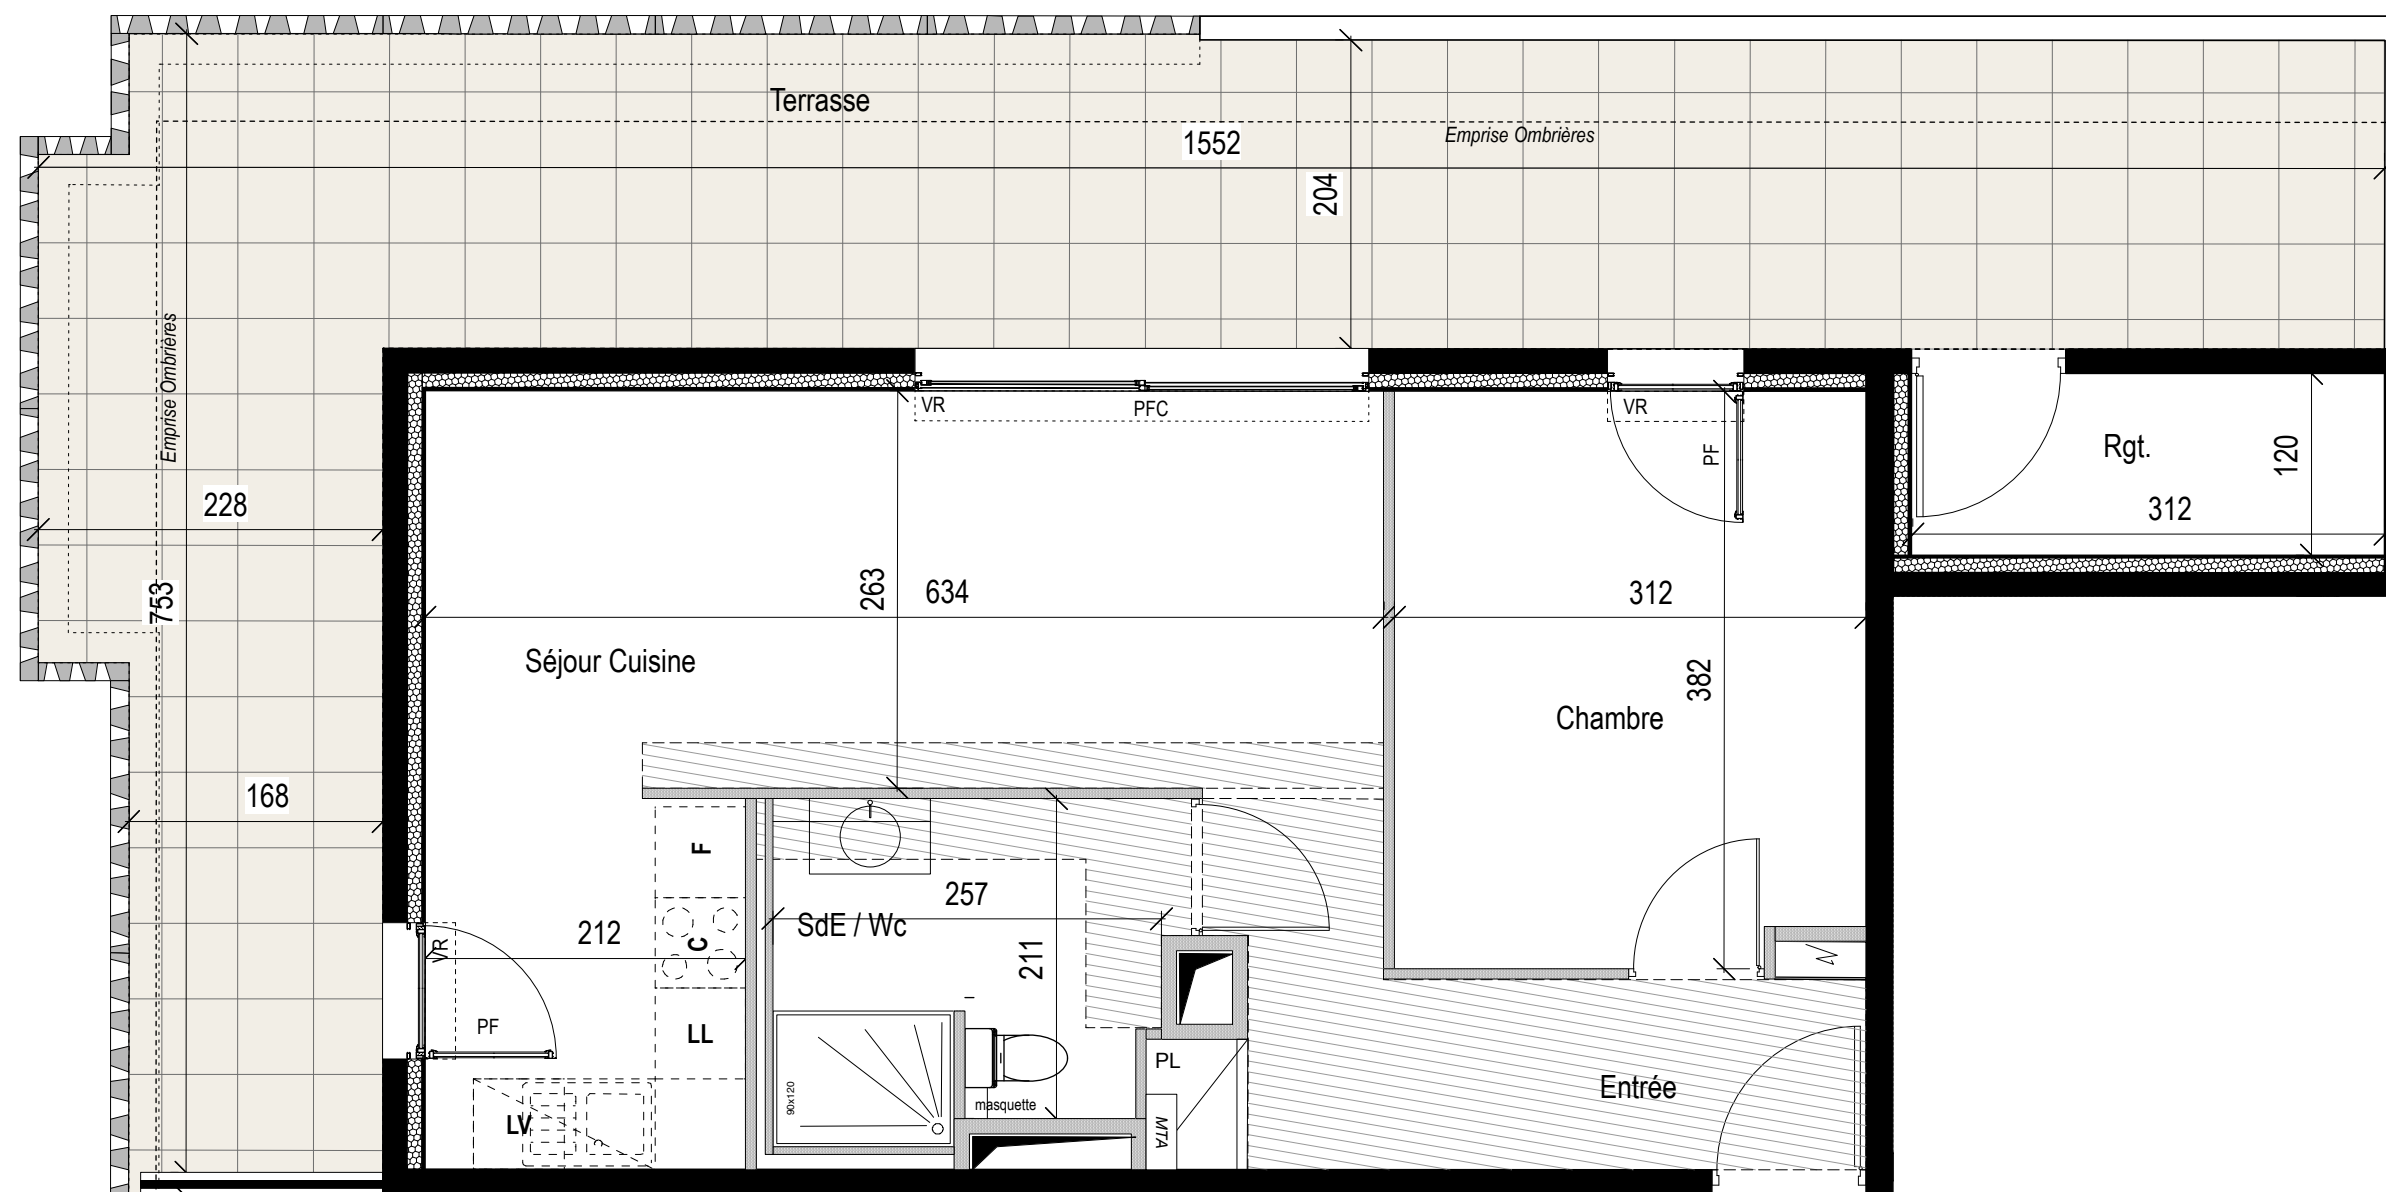 Terrasse
1552
Emprise Ombrières
204
Emprise Ombrières
228
753
168
VR
PFC
VR
PF
Rgt.
120
312
263
634
312
Séjour Cuisine
382
Chambre
F
257
SdE / Wc
212
C
211
VR
PF
LL
PL
Entrée
90x120
masquette
LV
MTA